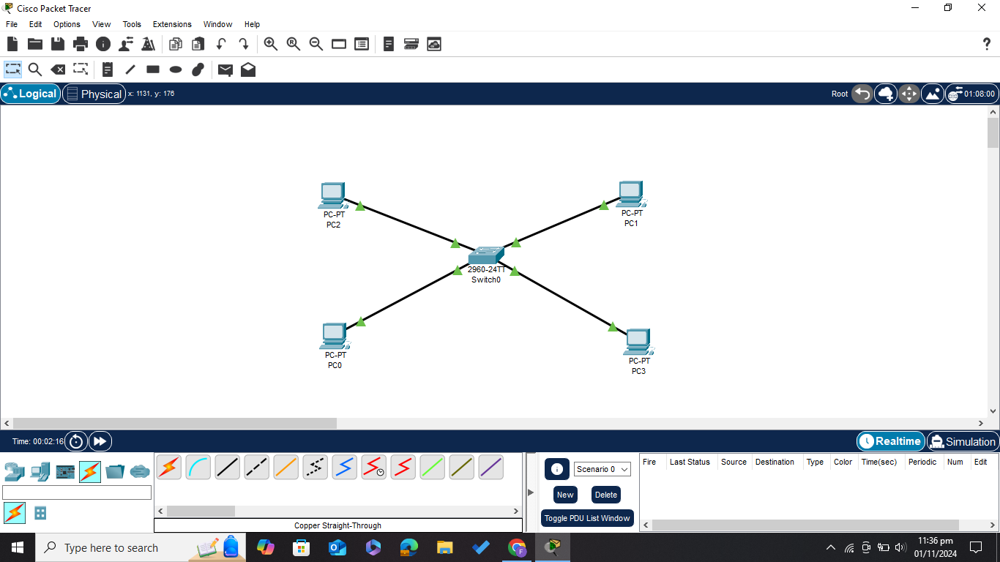 Cisco Packet Tracer
File Edit Options View Tools Extensions Window Help
Logical Physical x: 1131, y: 176 Root 01:08:00
PC-PT
PC2
PC-PT
PC1
2960-24TT
Switch0
PC-PT
PC0
PC-PT
PC3
Time: 00:02:16 Realtime Simulation
Scenario 0
New Delete
Toggle PDU List Window
Fire Last Status Source Destination Type Color Time(sec) Periodic Num Edit
Copper Straight-Through
Type here to search
11:36 pm
01/11/2024